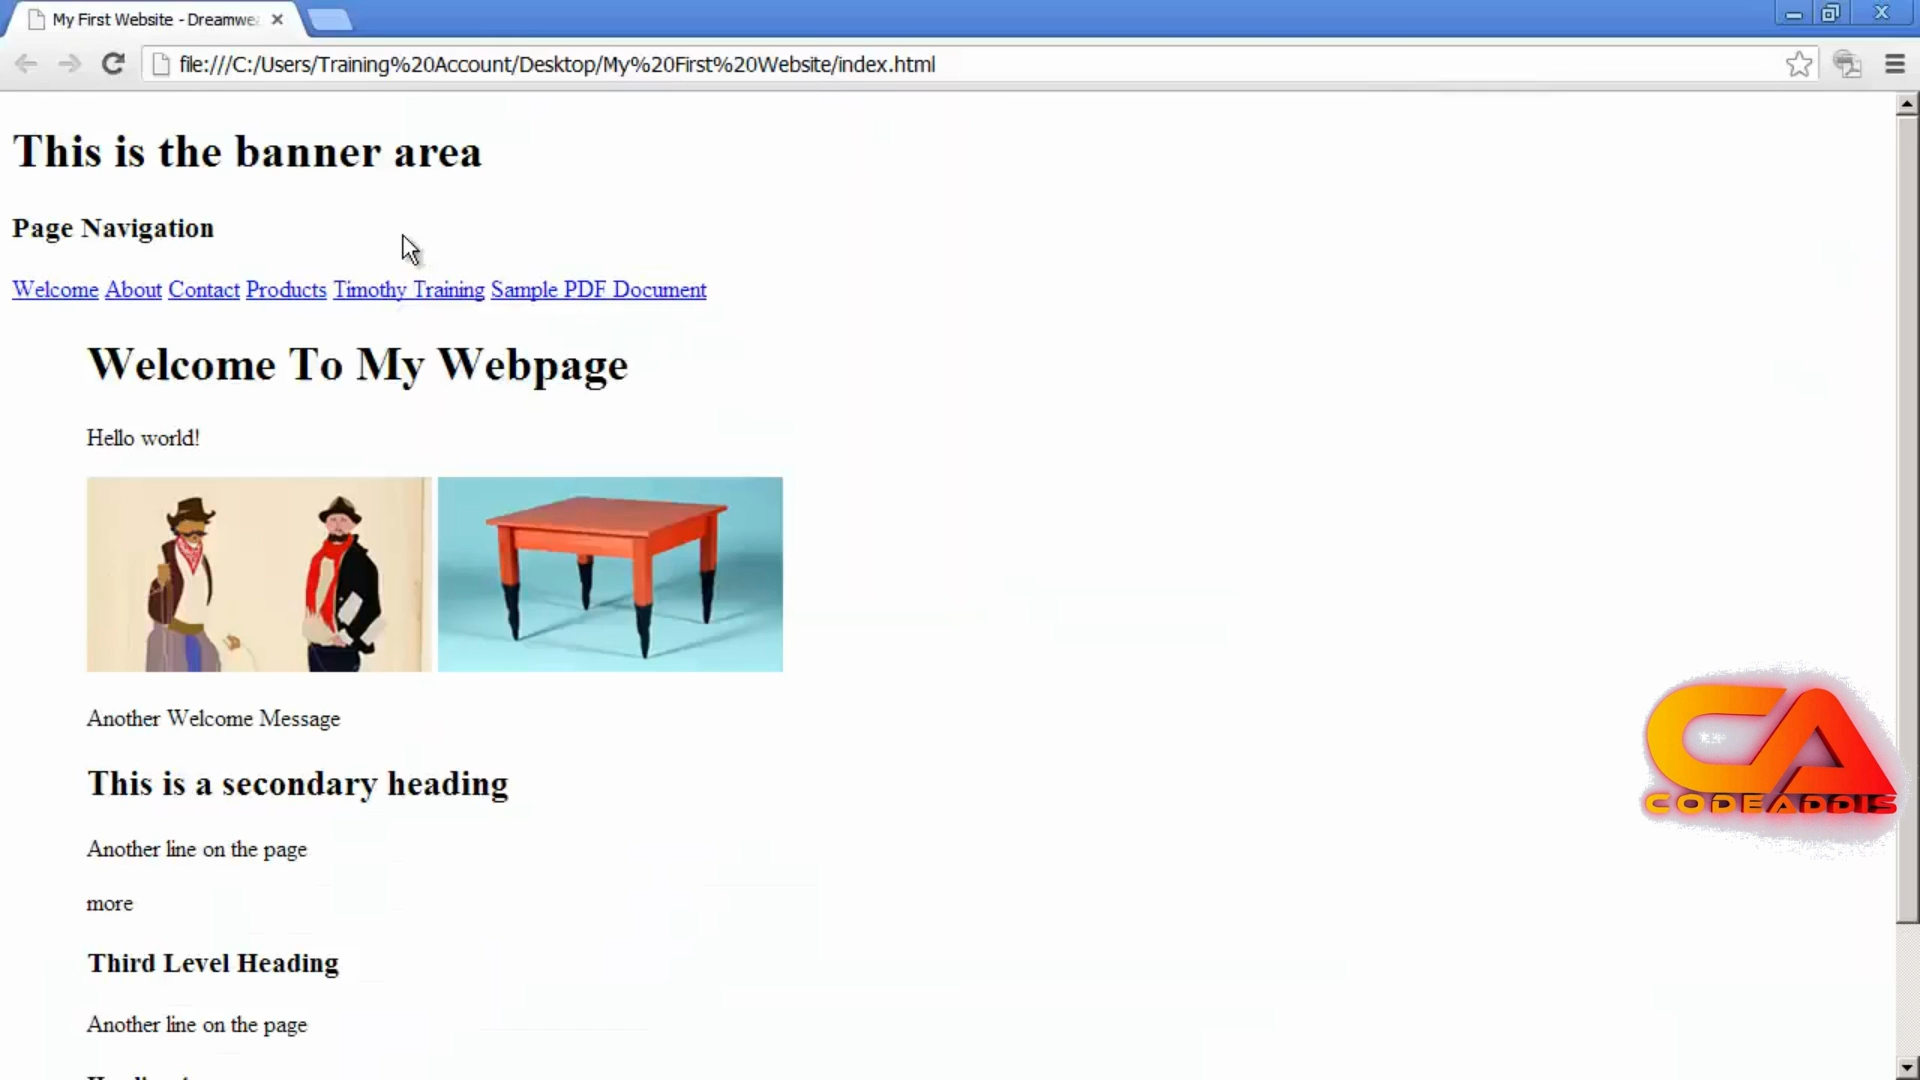 My First Website - Dreamwe
file:///C:/Users/Training%20Account/Desktop/My%20First%20Website/index.html
This is the banner area
Page Navigation
Welcome About Contact Products Timothy Training Sample PDF Document
Welcome To My Webpage
Hello world!
Another Welcome Message
This is a secondary heading
Another line on the page
more
Third Level Heading
Another line on the page
CA
CODEADDIS